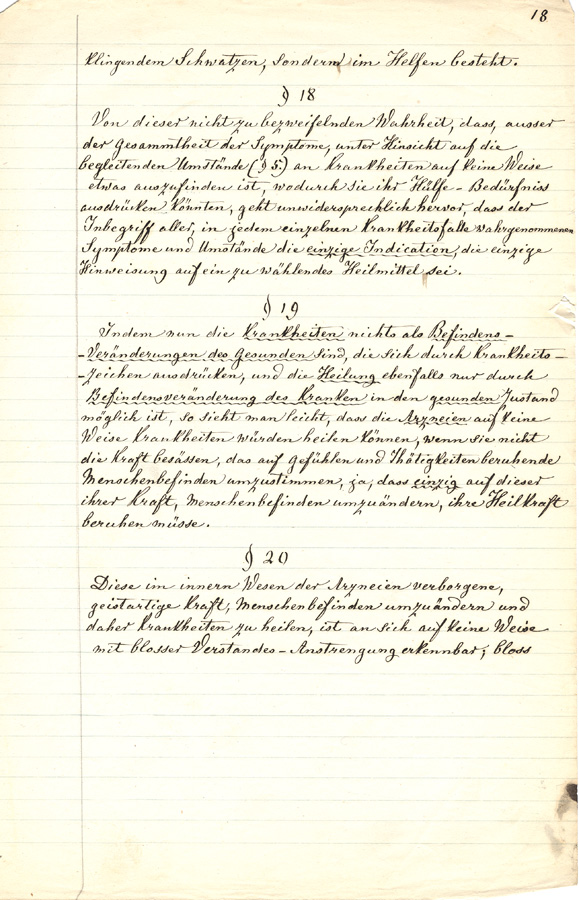 18
klingendem Schwatzen, sondern im Helfen besteht.
§ 18
Von dieser nicht zu bezweifelnden Wahrheit, dass, ausser
der Gesammtheit der Symptome, unter Hinsicht auf die
begleitenden Umstände (§ 5) an Krankheiten auf keine Weise
etwas auszufinden ist, wodurch sie ihr Hülfe-Bedürfniss
ausdrücken könnten, geht unwidersprechlich hervor, dass der
Inbegriff aller, in jedem einzelnen Krankheitsfalle wahrgenommenen
Symptome und Umstände die einzige Indication, die einzige
Hinweisung auf ein zu wählendes Heilmittel sei.
§ 19
Indem nun die Krankheiten nichts als Befindens-
-Veränderungen des Gesunden sind, die sich durch Krankheits-
-zeichen ausdrücken, und die Heilung ebenfalls nur durch
Befindensveränderung des Kranken in den gesunden Zustand
möglich ist, so sieht man leicht, dass die Arzneien auf keine
Weise Krankheiten würden heilen können, wenn sie nicht
die Kraft besässen, das auf Gefühlen und Thätigkeiten beruhende
Menschenbefinden umzustimmen, ja, dass einzig auf dieser
ihrer Kraft, Menschenbefinden umzuändern, ihre Heilkraft
beruhen müsse.
§ 20
Diese im innern Wesen der Arzneien verborgene,
geistartige Kraft, Menschenbefinden umzuändern und
daher Krankheiten zu heilen, ist an sich auf keine Weise
mit blosser Verstandes-Anstrengung erkennbar; bloss